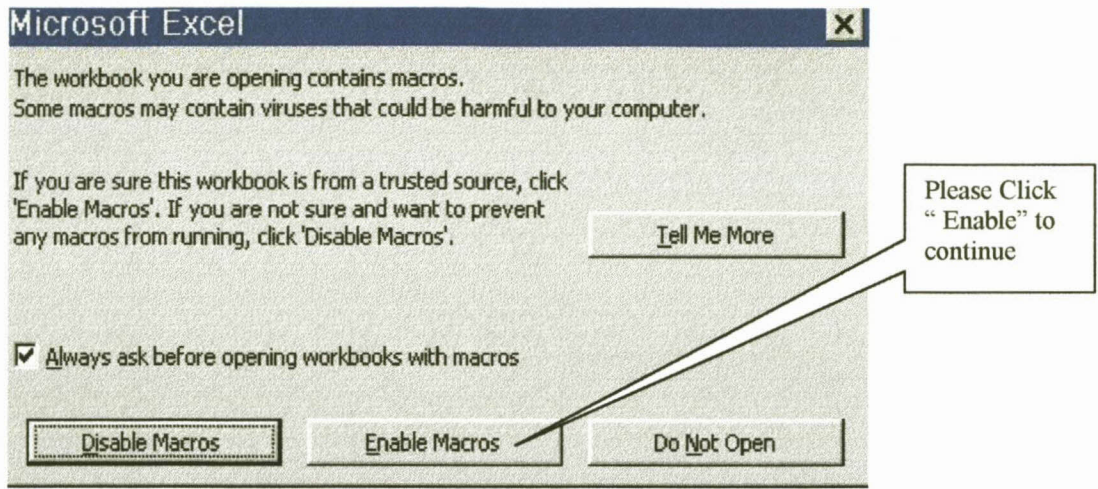 Microsoft Excel
The workbook you are opening contains macros.
Some macros may contain viruses that could be harmful to your computer.
If you are sure this workbook is from a trusted source, click
'Enable Macros'. If you are not sure and want to prevent
any macros from running, click 'Disable Macros'.
Tell Me More
Please Click
“ Enable” to
continue
Always ask before opening workbooks with macros
Disable Macros
Enable Macros
Do Not Open